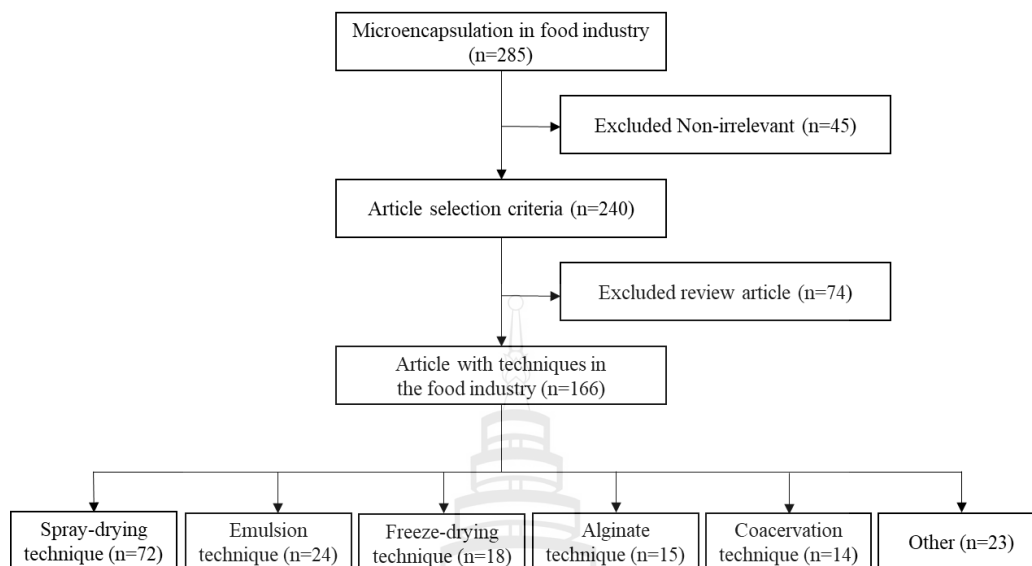 Microencapsulation in food industry
(n=285)
Excluded Non-irrelevant (n=45)
Article selection criteria (n=240)
Excluded review article (n=74)
Article with techniques in
the food industry (n=166)
Spray-drying
technique (n=72)
Emulsion
technique (n=24)
Freeze-drying
technique (n=18)
Alginate
technique (n=15)
Coacervation
technique (n=14)
Other (n=23)